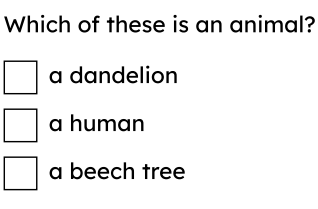 Which of these is an animal?
a dandelion
a human
a beech tree